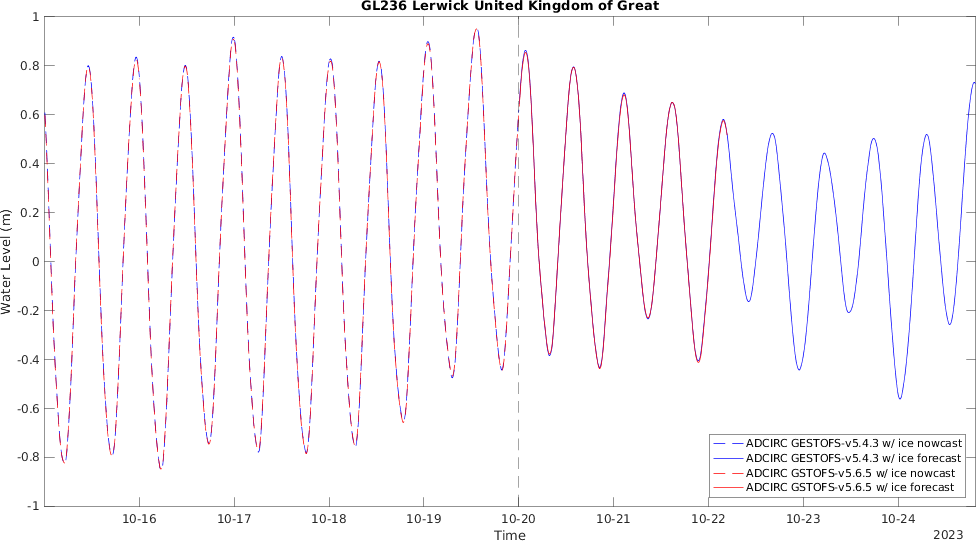 GL236 Lerwick United Kingdom of Great
Water Level (m)
1
0.8
0.6
0.4
0.2
0
-0.2
-0.4
-0.6
-0.8
-1
ADCIRC GESTOFS-v5.4.3 w/ ice nowcast
ADCIRC GESTOFS-v5.4.3 w/ ice forecast
ADCIRC GSTOFS-v5.6.5 w/ ice nowcast
ADCIRC GSTOFS-v5.6.5 w/ ice forecast
10-16 10-17 10-18 10-19 10-20 10-21 10-22 10-23 10-24
Time
2023